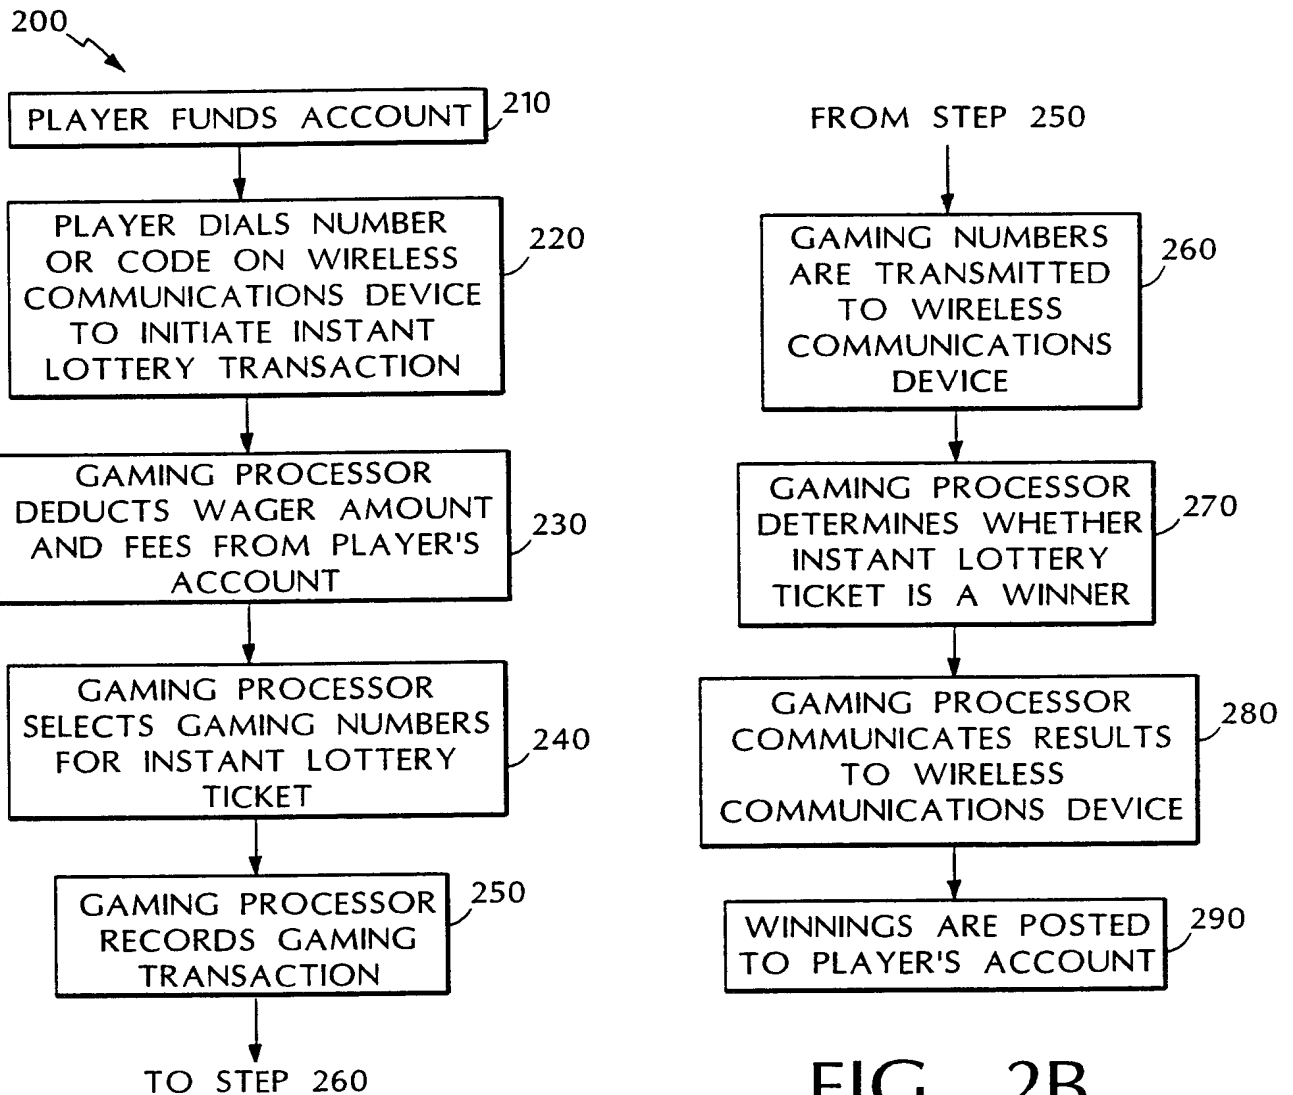 200
PLAYER FUNDS ACCOUNT
210
PLAYER DIALS NUMBER
OR CODE ON WIRELESS
COMMUNICATIONS DEVICE
TO INITIATE INSTANT
LOTTERY TRANSACTION
220
GAMING PROCESSOR
DEDUCTS WAGER AMOUNT
AND FEES FROM PLAYER'S
ACCOUNT
230
GAMING PROCESSOR
SELECTS GAMING NUMBERS
FOR INSTANT LOTTERY
TICKET
240
GAMING PROCESSOR
RECORDS GAMING
TRANSACTION
250
TO STEP 260
FROM STEP 250
GAMING NUMBERS
ARE TRANSMITTED
TO WIRELESS
COMMUNICATIONS
DEVICE
260
GAMING PROCESSOR
DETERMINES WHETHER
INSTANT LOTTERY
TICKET IS A WINNER
270
GAMING PROCESSOR
COMMUNICATES RESULTS
TO WIRELESS
COMMUNICATIONS DEVICE
280
WINNINGS ARE POSTED
TO PLAYER'S ACCOUNT
290
FIG. 2B